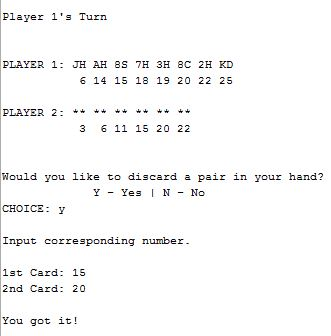 Player 1's Turn
PLAYER 1: JH AH 8S 7H 3H 8C 2H KD
6 14 15 18 19 20 22 25
PLAYER 2: ** ** ** ** ** **
3 6 11 15 20 22
Would you like to discard a pair in your hand?
Y - Yes | N - No
CHOICE: y
Input corresponding number.
1st Card: 15
2nd Card: 20
You got it!